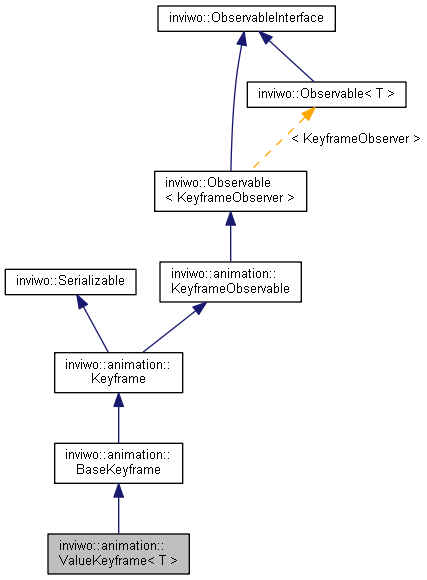 inviwo::ObservableInterface
inviwo::Observable< T >
< KeyframeObserver >
inviwo::Observable
< KeyframeObserver >
inviwo::animation::
KeyframeObservable
inviwo::Serializable
inviwo::animation::
Keyframe
inviwo::animation::
BaseKeyframe
inviwo::animation::
ValueKeyframe< T >